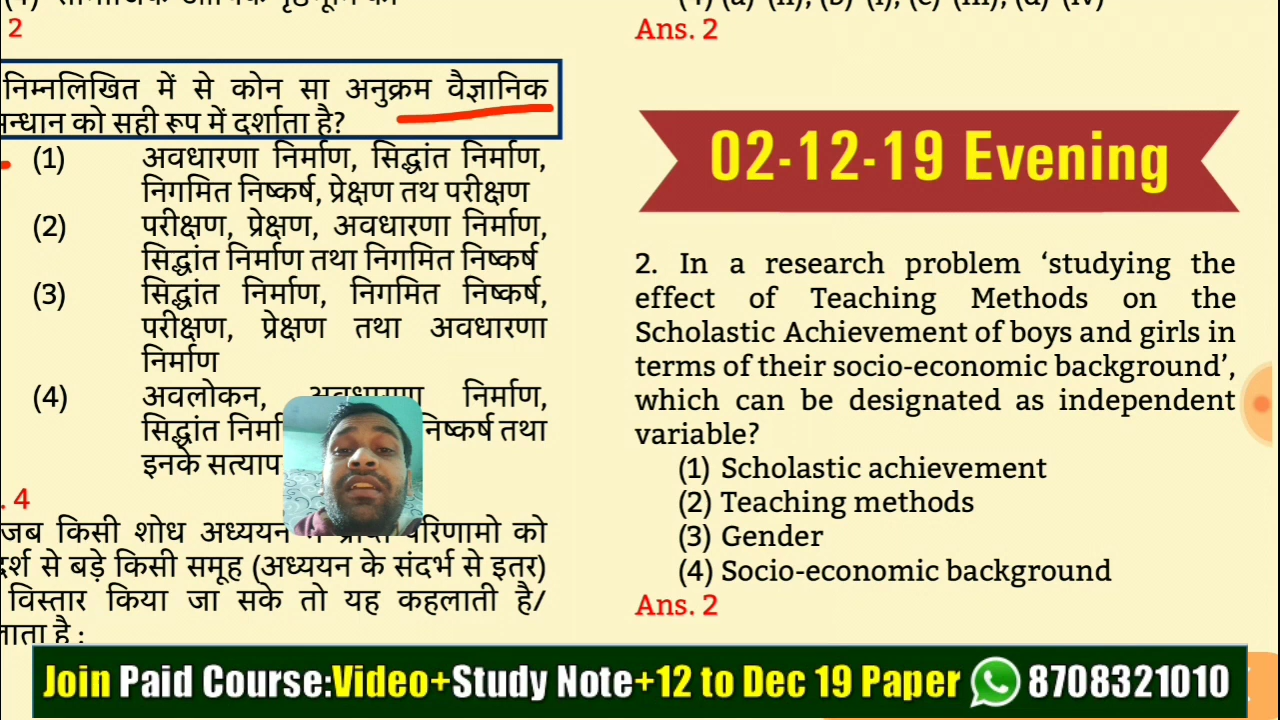 2
निम्नलिखित में से कोन सा अनुक्रम वैज्ञानिक
न्धान को सही रूप में दर्शाता है?
(1) अवधारणा निर्माण, सिद्धांत निर्माण,
निगमित निष्कर्ष, प्रेक्षण तथ परीक्षण
(2) परीक्षण, प्रेक्षण, अवधारणा निर्माण,
सिद्धांत निर्माण तथा निगमित निष्कर्ष
(3) सिद्धांत निर्माण, निगमित निष्कर्ष,
परीक्षण, प्रेक्षण तथा अवधारणा
निर्माण
(4) अवलोकन, निर्माण,
सिद्धांत निष्कर्ष तथा
इनके
. 4
जब किसी शोध अध्ययन को
से बड़े किसी समूह (अध्ययन के संदर्भ से इतर)
विस्तार किया जा सके तो यह कहलाती है/
है :
Ans. 2
02-12-19 Evening
2. In a research problem ‘studying the
effect of Teaching Methods on the
Scholastic Achievement of boys and girls in
terms of their socio-economic background’,
which can be designated as independent
variable?
(1) Scholastic achievement
(2) Teaching methods
(3) Gender
(4) Socio-economic background
Ans. 2
Join Paid Course:Video+Study Note+12 to Dec 19 Paper 8708321010